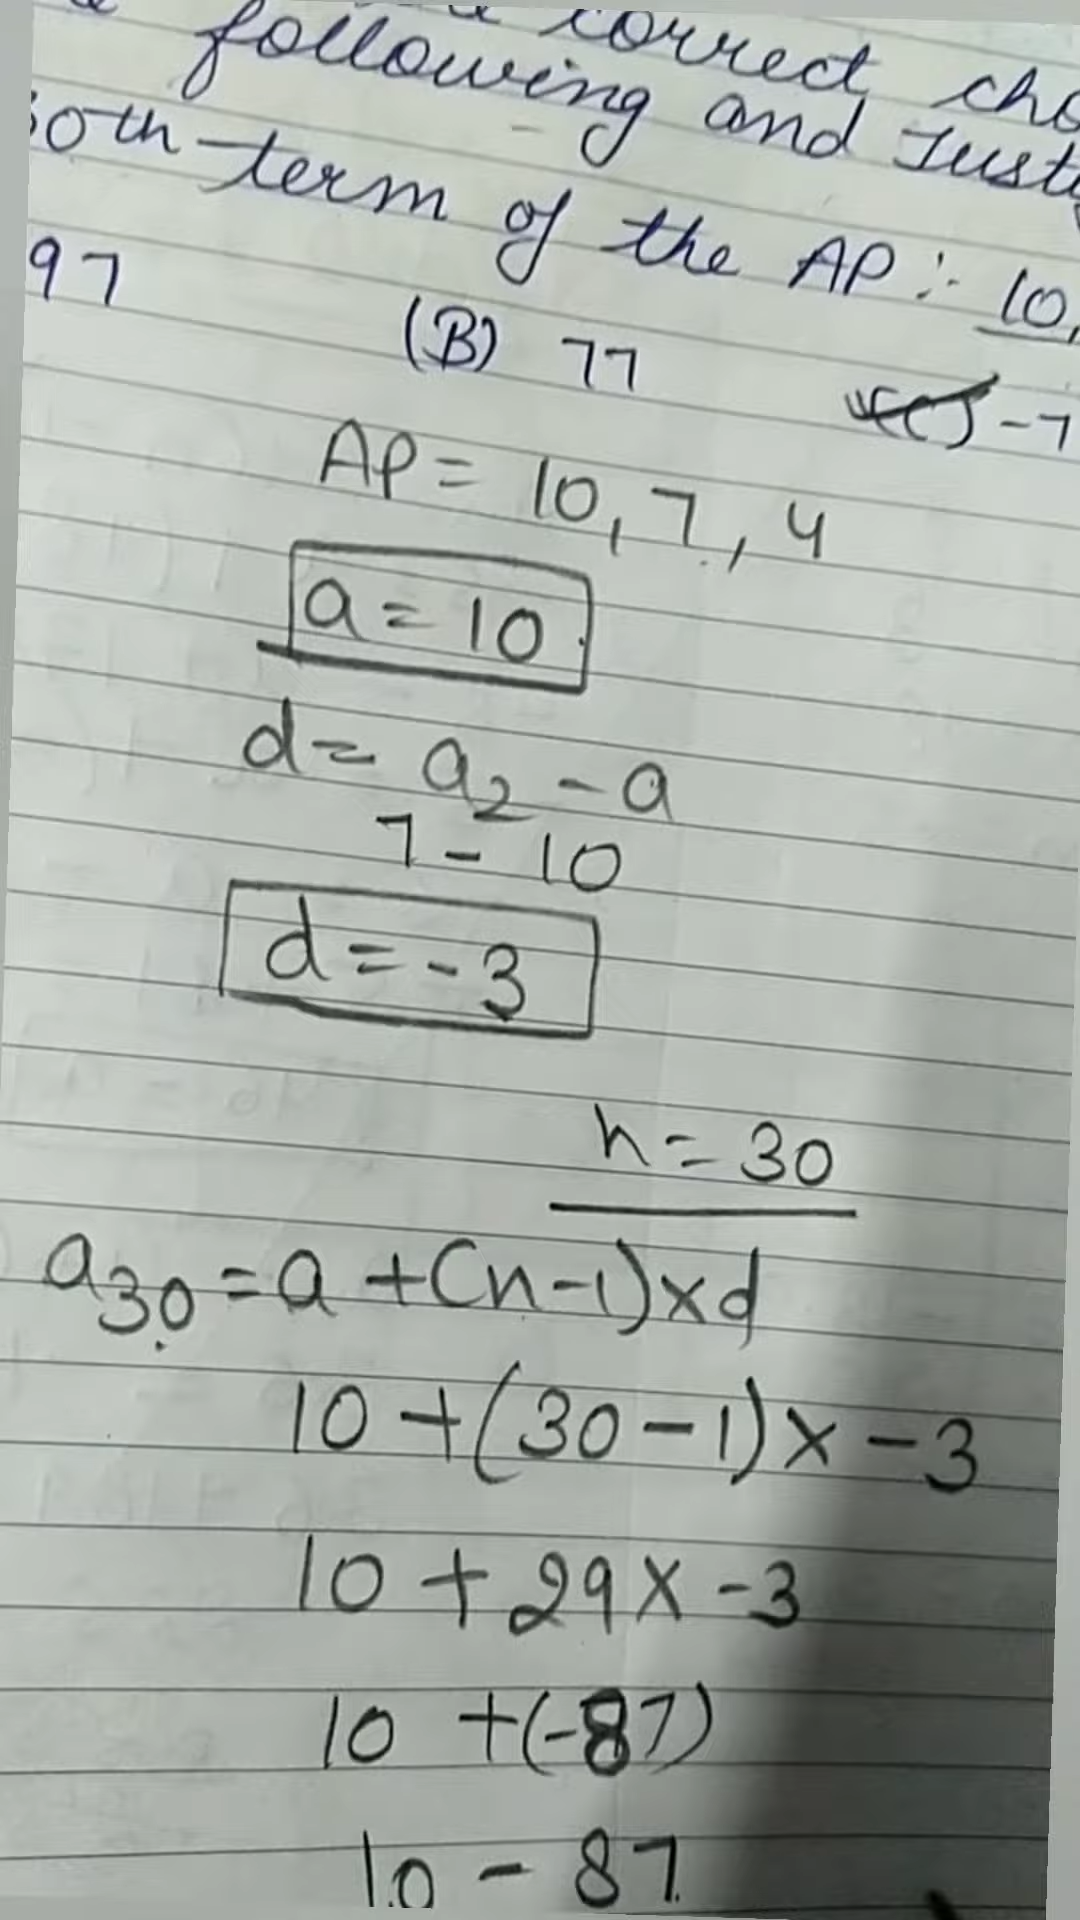 correct
following and
30th term of the AP :- 10,
97 (B) 77 (C) -7
AP = 10, 7, 4
a = 10
d = a₂ - a
7 - 10
d = -3
n = 30
a₃₀ = a + (n-1) x d
10 + (30 - 1) x - 3
10 + 29 x - 3
10 + (-87)
10 - 87